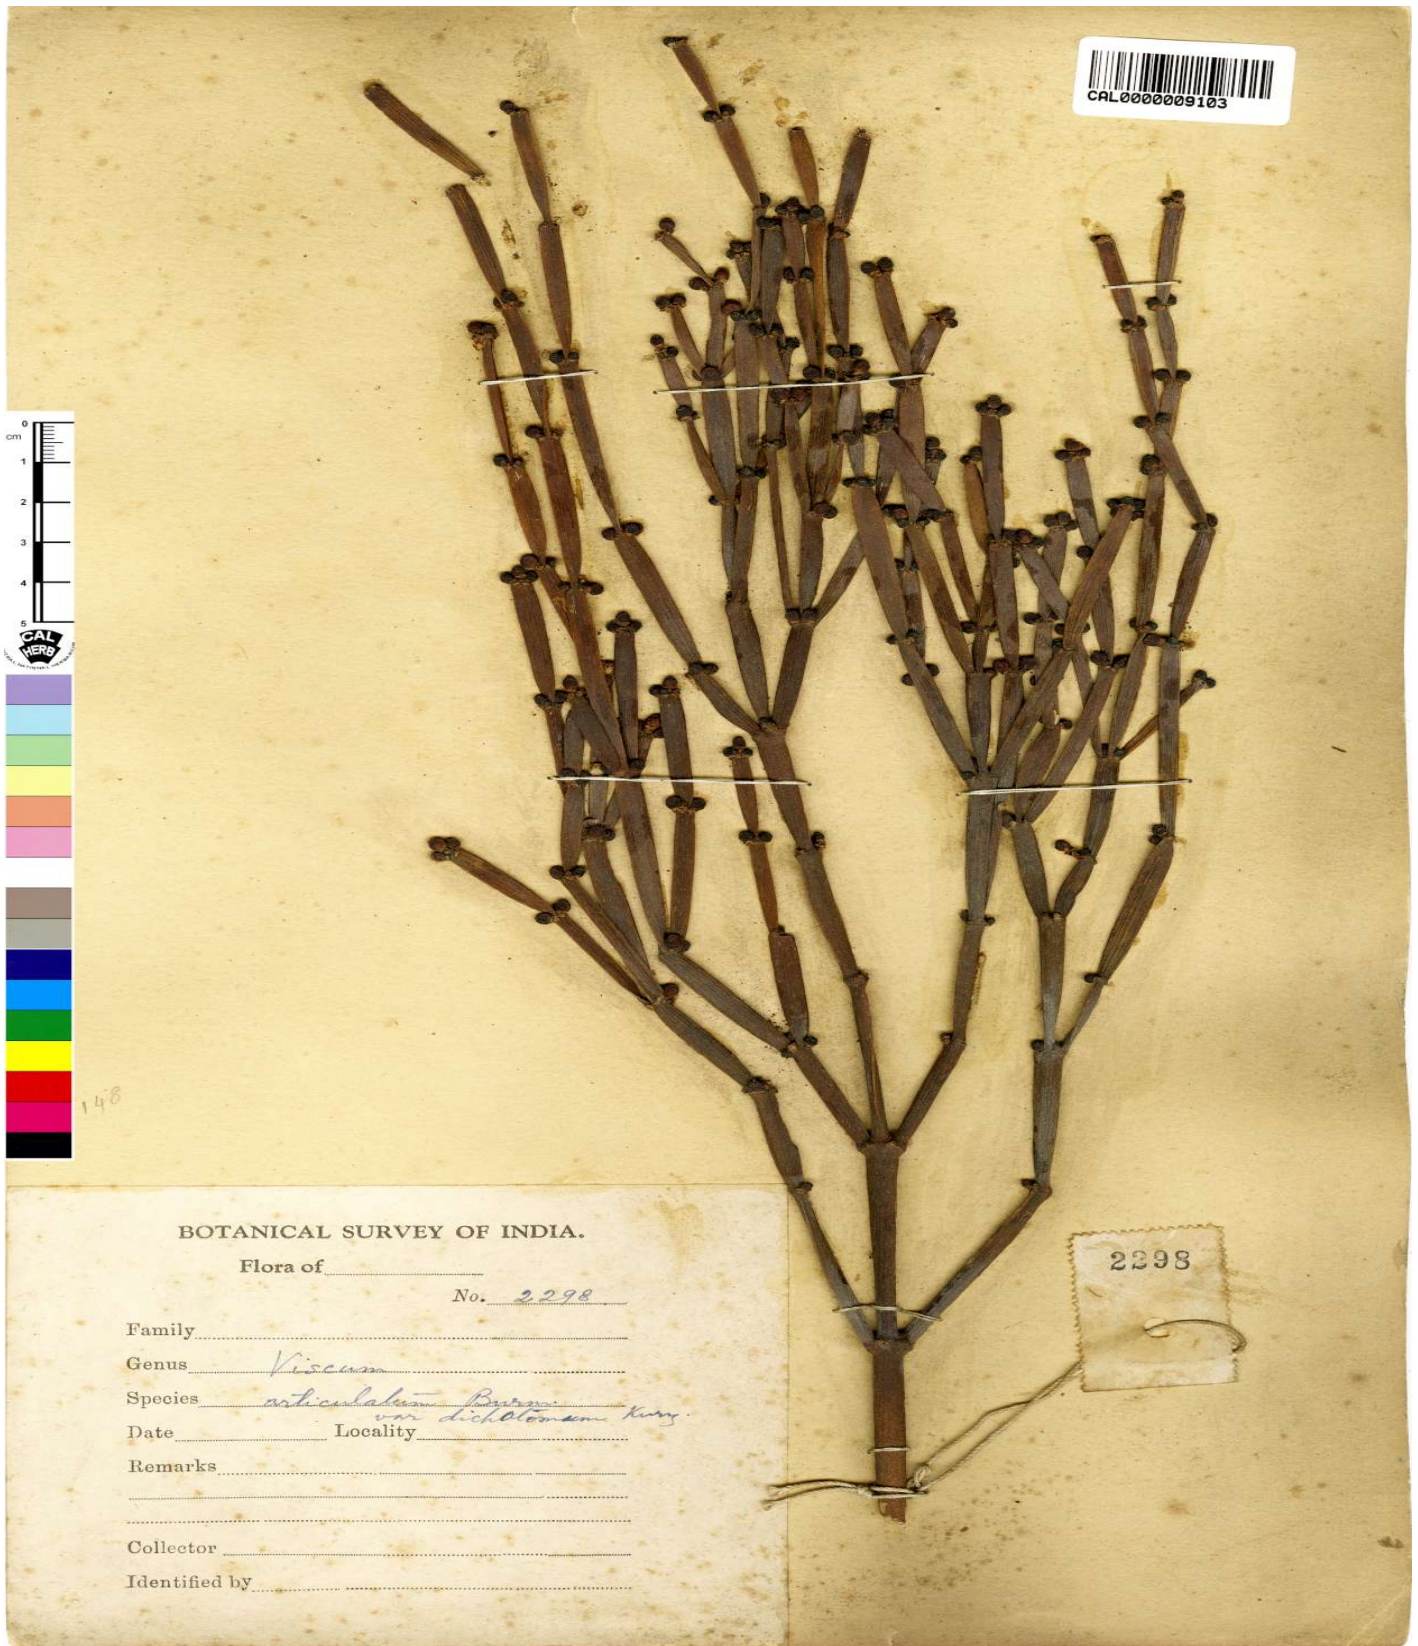 CAL0000009103
0
cm
1
2
3
4
5
CAL
HERB
148
BOTANICAL SURVEY OF INDIA.
Flora of
No. 2298
Family
Genus Viscum
Species articulatum Burm.
var dichotomum Kurz.
Date Locality
Remarks
Collector
Identified by
2298